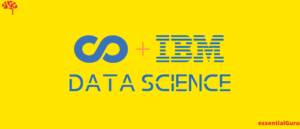 + IBM
DATA SCIENCE
essentialGuru